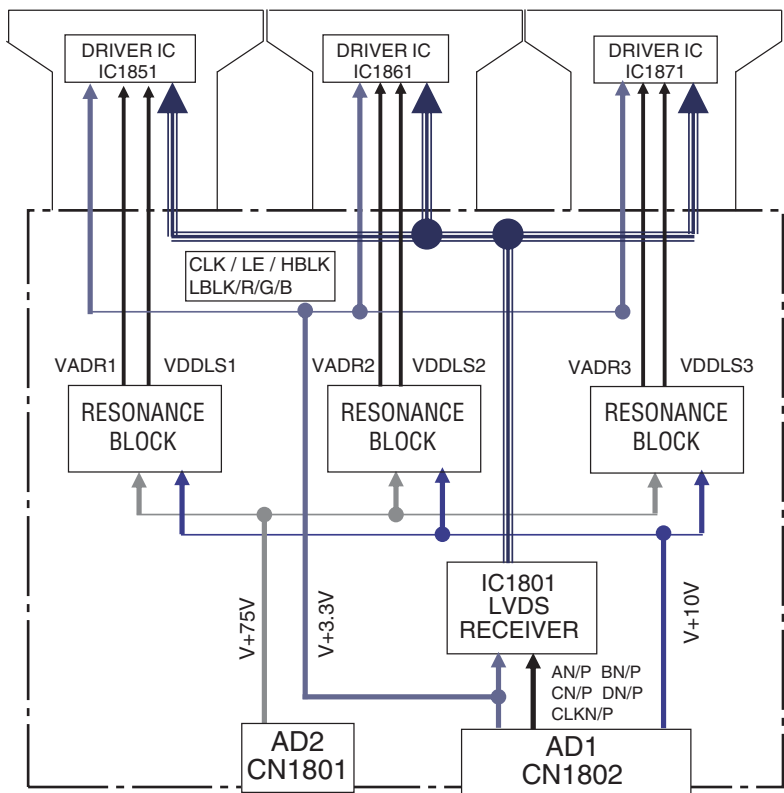 DRIVER IC
IC1851
DRIVER IC
IC1861
DRIVER IC
IC1871
CLK / LE / HBLK
LBLK/R/G/B
VADR1
VDDLS1
VADR2
VDDLS2
VADR3
VDDLS3
RESONANCE
BLOCK
RESONANCE
BLOCK
RESONANCE
BLOCK
V+75V
V+3.3V
IC1801
LVDS
RECEIVER
V+10V
AN/P BN/P
CN/P DN/P
CLKN/P
AD2
CN1801
AD1
CN1802